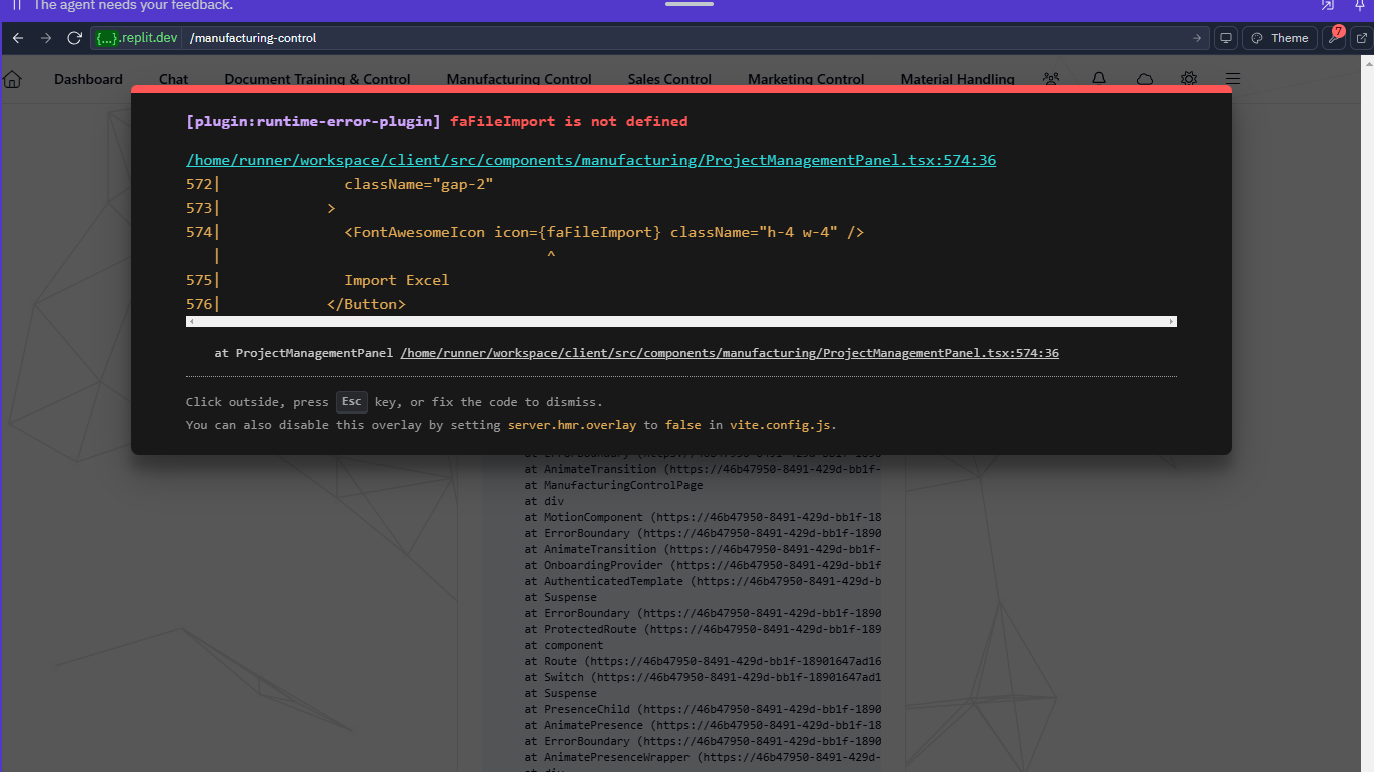 The agent needs your feedback.
{...}.replit.dev /manufacturing-control Theme 7
Dashboard Chat Document Training & Control Manufacturing Control Sales Control Marketing Control Material Handling
[plugin:runtime-error-plugin] faFileImport is not defined
/home/runner/workspace/client/src/components/manufacturing/ProjectManagementPanel.tsx:574:36
572| className="gap-2"
573| >
574| <FontAwesomeIcon icon={faFileImport} className="h-4 w-4" />
| ^
575| Import Excel
576| </Button>
at ProjectManagementPanel /home/runner/workspace/client/src/components/manufacturing/ProjectManagementPanel.tsx:574:36
Click outside, press Esc key, or fix the code to dismiss.
You can also disable this overlay by setting server.hmr.overlay to false in vite.config.js.
at ErrorBoundary (https://46b47950-8491-429d-bb1f-1890
at AnimateTransition (https://46b47950-8491-429d-bb1f-
at ManufacturingControlPage
at div
at MotionComponent (https://46b47950-8491-429d-bb1f-18
at ErrorBoundary (https://46b47950-8491-429d-bb1f-1890
at AnimateTransition (https://46b47950-8491-429d-bb1f-
at OnboardingProvider (https://46b47950-8491-429d-bb1f
at AuthenticatedTemplate (https://46b47950-8491-429d-b
at Suspense
at ErrorBoundary (https://46b47950-8491-429d-bb1f-1890
at ProtectedRoute (https://46b47950-8491-429d-bb1f-189
at component
at Route (https://46b47950-8491-429d-bb1f-18901647ad16
at Switch (https://46b47950-8491-429d-bb1f-18901647ad1
at Suspense
at PresenceChild (https://46b47950-8491-429d-bb1f-1890
at AnimatePresence (https://46b47950-8491-429d-bb1f-18
at ErrorBoundary (https://46b47950-8491-429d-bb1f-1890
at AnimatePresenceWrapper (https://46b47950-8491-429d-
at div